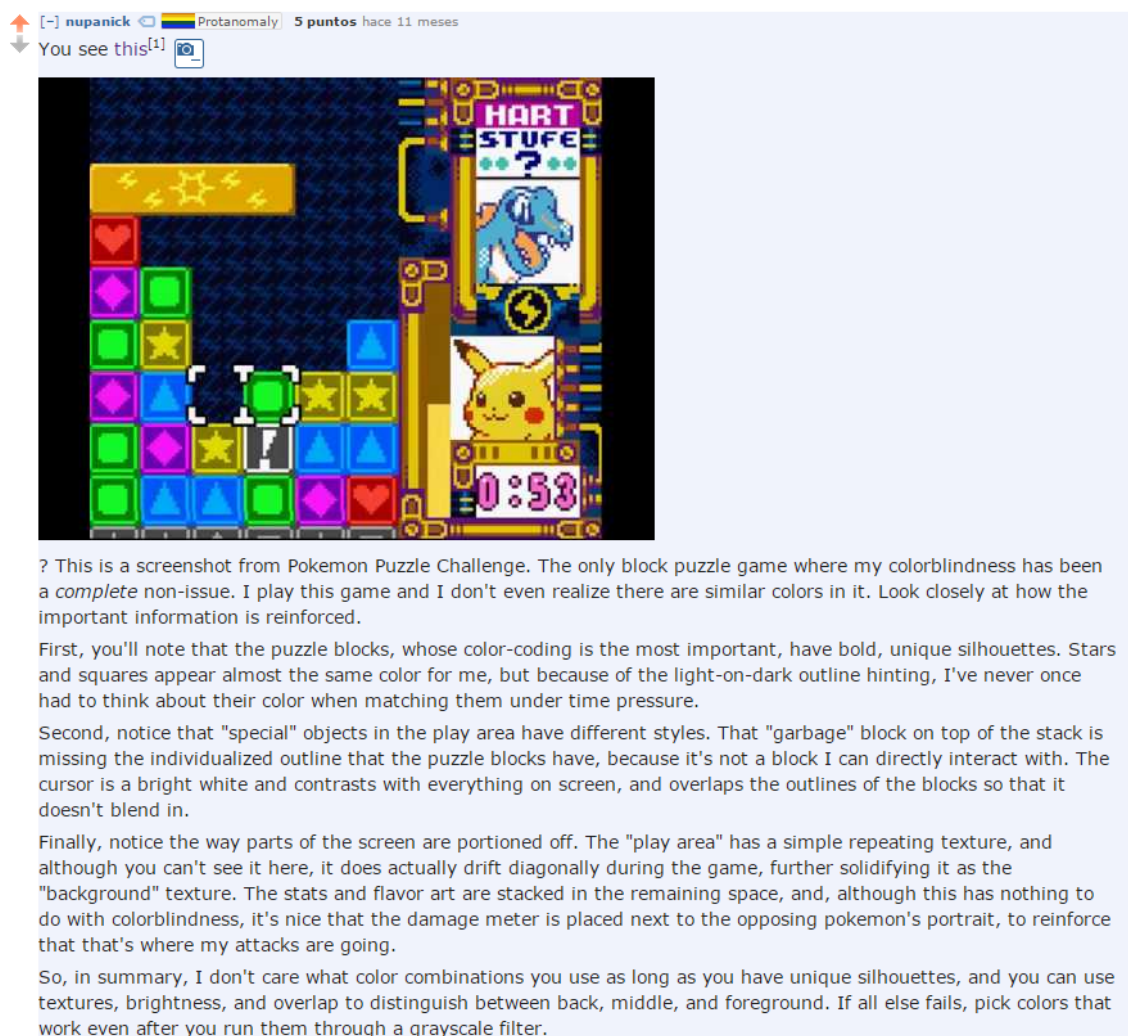 [–] nupanick Protanomaly 5 puntos hace 11 meses
You see this[1]
HART
STUFE
?
0:53
? This is a screenshot from Pokemon Puzzle Challenge. The only block puzzle game where my colorblindness has been
a complete non-issue. I play this game and I don't even realize there are similar colors in it. Look closely at how the
important information is reinforced.
First, you'll note that the puzzle blocks, whose color-coding is the most important, have bold, unique silhouettes. Stars
and squares appear almost the same color for me, but because of the light-on-dark outline hinting, I've never once
had to think about their color when matching them under time pressure.
Second, notice that "special" objects in the play area have different styles. That "garbage" block on top of the stack is
missing the individualized outline that the puzzle blocks have, because it's not a block I can directly interact with. The
cursor is a bright white and contrasts with everything on screen, and overlaps the outlines of the blocks so that it
doesn't blend in.
Finally, notice the way parts of the screen are portioned off. The "play area" has a simple repeating texture, and
although you can't see it here, it does actually drift diagonally during the game, further solidifying it as the
"background" texture. The stats and flavor art are stacked in the remaining space, and, although this has nothing to
do with colorblindness, it's nice that the damage meter is placed next to the opposing pokemon's portrait, to reinforce
that that's where my attacks are going.
So, in summary, I don't care what color combinations you use as long as you have unique silhouettes, and you can use
textures, brightness, and overlap to distinguish between back, middle, and foreground. If all else fails, pick colors that
work even after you run them through a grayscale filter.